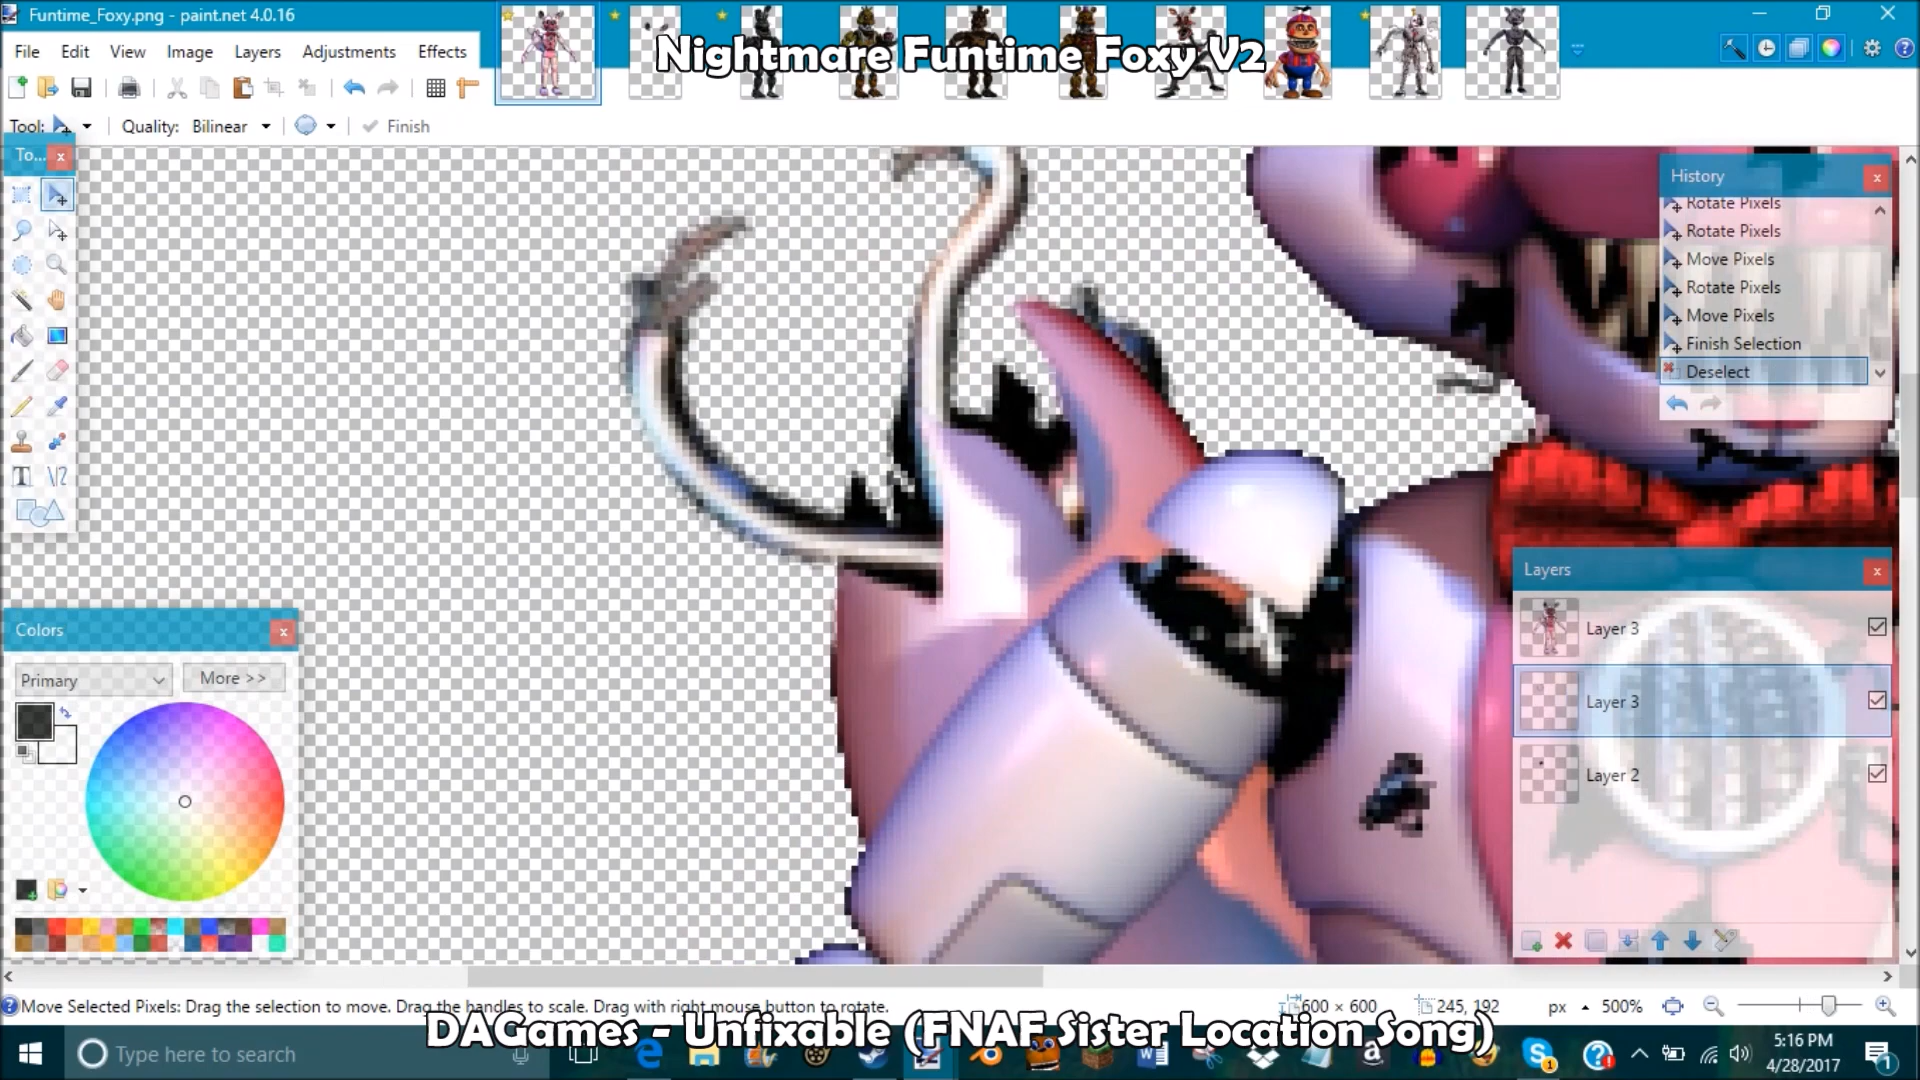 Funtime_Foxy.png - paint.net 4.0.16
File Edit View Image Layers Adjustments Effects
Nightmare Funtime Foxy V2
Tool: Quality: Bilinear Finish
To...
History
Rotate Pixels
Rotate Pixels
Move Pixels
Rotate Pixels
Move Pixels
Finish Selection
Deselect
Layers
Layer 3
Layer 3
Layer 2
Colors
Primary More >>
Move Selected Pixels: Drag the selection to move. Drag the handles to scale. Drag with right mouse button to rotate.
600 × 600 245, 192 px 500%
DAGames - Unfixable (FNAF Sister Location Song)
Type here to search
5:16 PM
4/28/2017